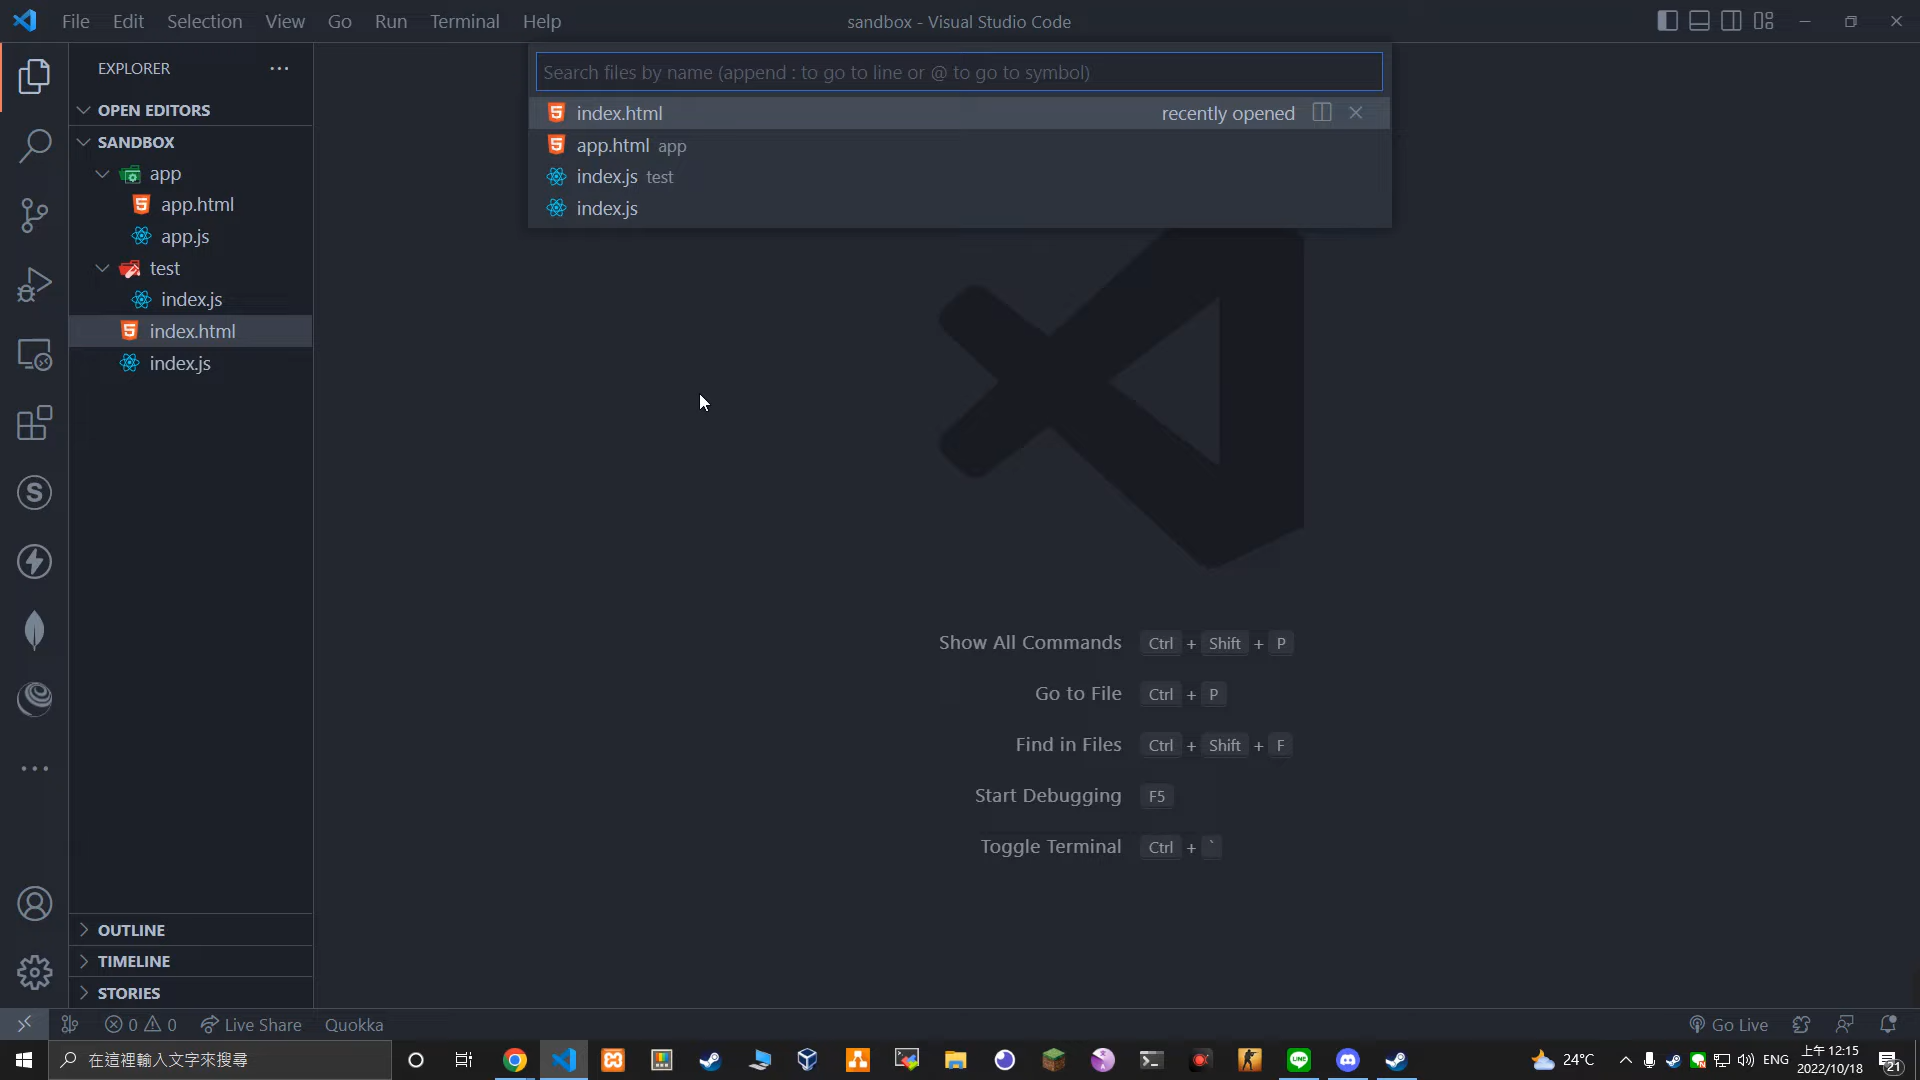 File Edit Selection View Go Run Terminal Help
sandbox - Visual Studio Code
EXPLORER
OPEN EDITORS
SANDBOX
app
app.html
app.js
test
index.js
index.html
index.js
OUTLINE
TIMELINE
STORIES
Search files by name (append : to go to line or @ to go to symbol)
index.html recently opened
app.html app
index.js test
index.js
Show All Commands Ctrl + Shift + P
Go to File Ctrl + P
Find in Files Ctrl + Shift + F
Start Debugging F5
Toggle Terminal Ctrl + `
0 0 Live Share Quokka Go Live
在這裡輸入文字來搜尋
24°C ENG
上午 12:15
2022/10/18
21